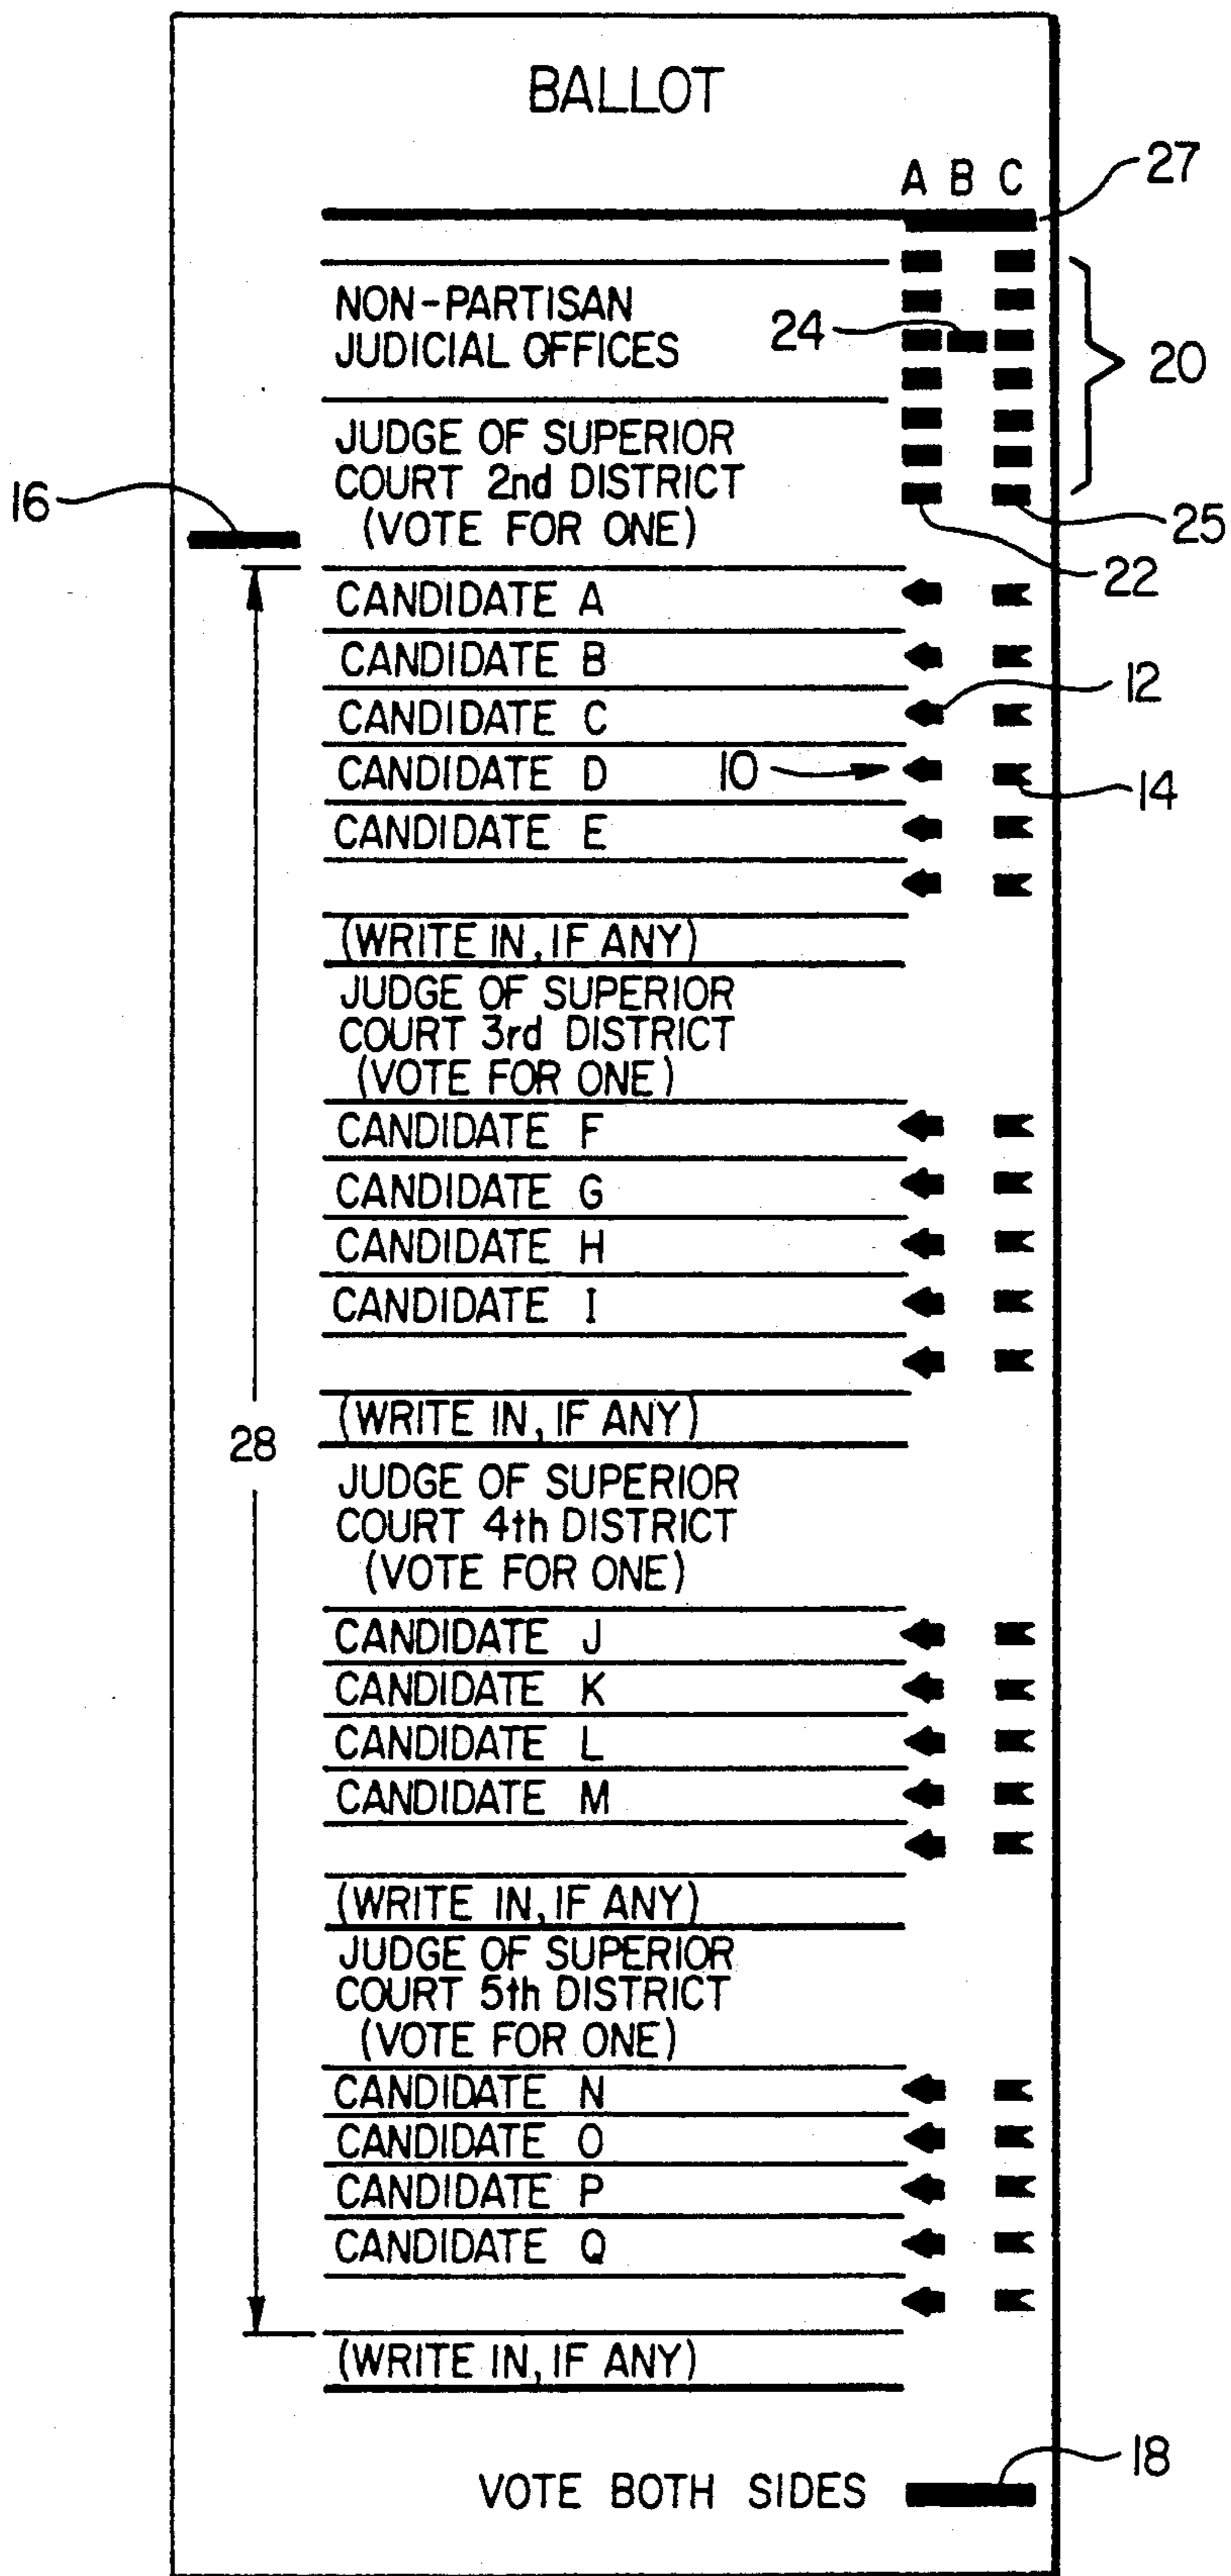 BALLOT
A B C
27
NON-PARTISAN
JUDICIAL OFFICES
24
20
JUDGE OF SUPERIOR
COURT 2nd DISTRICT
(VOTE FOR ONE)
16
25
22
CANDIDATE A
CANDIDATE B
12
CANDIDATE C
CANDIDATE D
10
14
CANDIDATE E
(WRITE IN, IF ANY)
JUDGE OF SUPERIOR
COURT 3rd DISTRICT
(VOTE FOR ONE)
CANDIDATE F
CANDIDATE G
CANDIDATE H
CANDIDATE I
(WRITE IN, IF ANY)
28
JUDGE OF SUPERIOR
COURT 4th DISTRICT
(VOTE FOR ONE)
CANDIDATE J
CANDIDATE K
CANDIDATE L
CANDIDATE M
(WRITE IN, IF ANY)
JUDGE OF SUPERIOR
COURT 5th DISTRICT
(VOTE FOR ONE)
CANDIDATE N
CANDIDATE O
CANDIDATE P
CANDIDATE Q
(WRITE IN, IF ANY)
18
VOTE BOTH SIDES